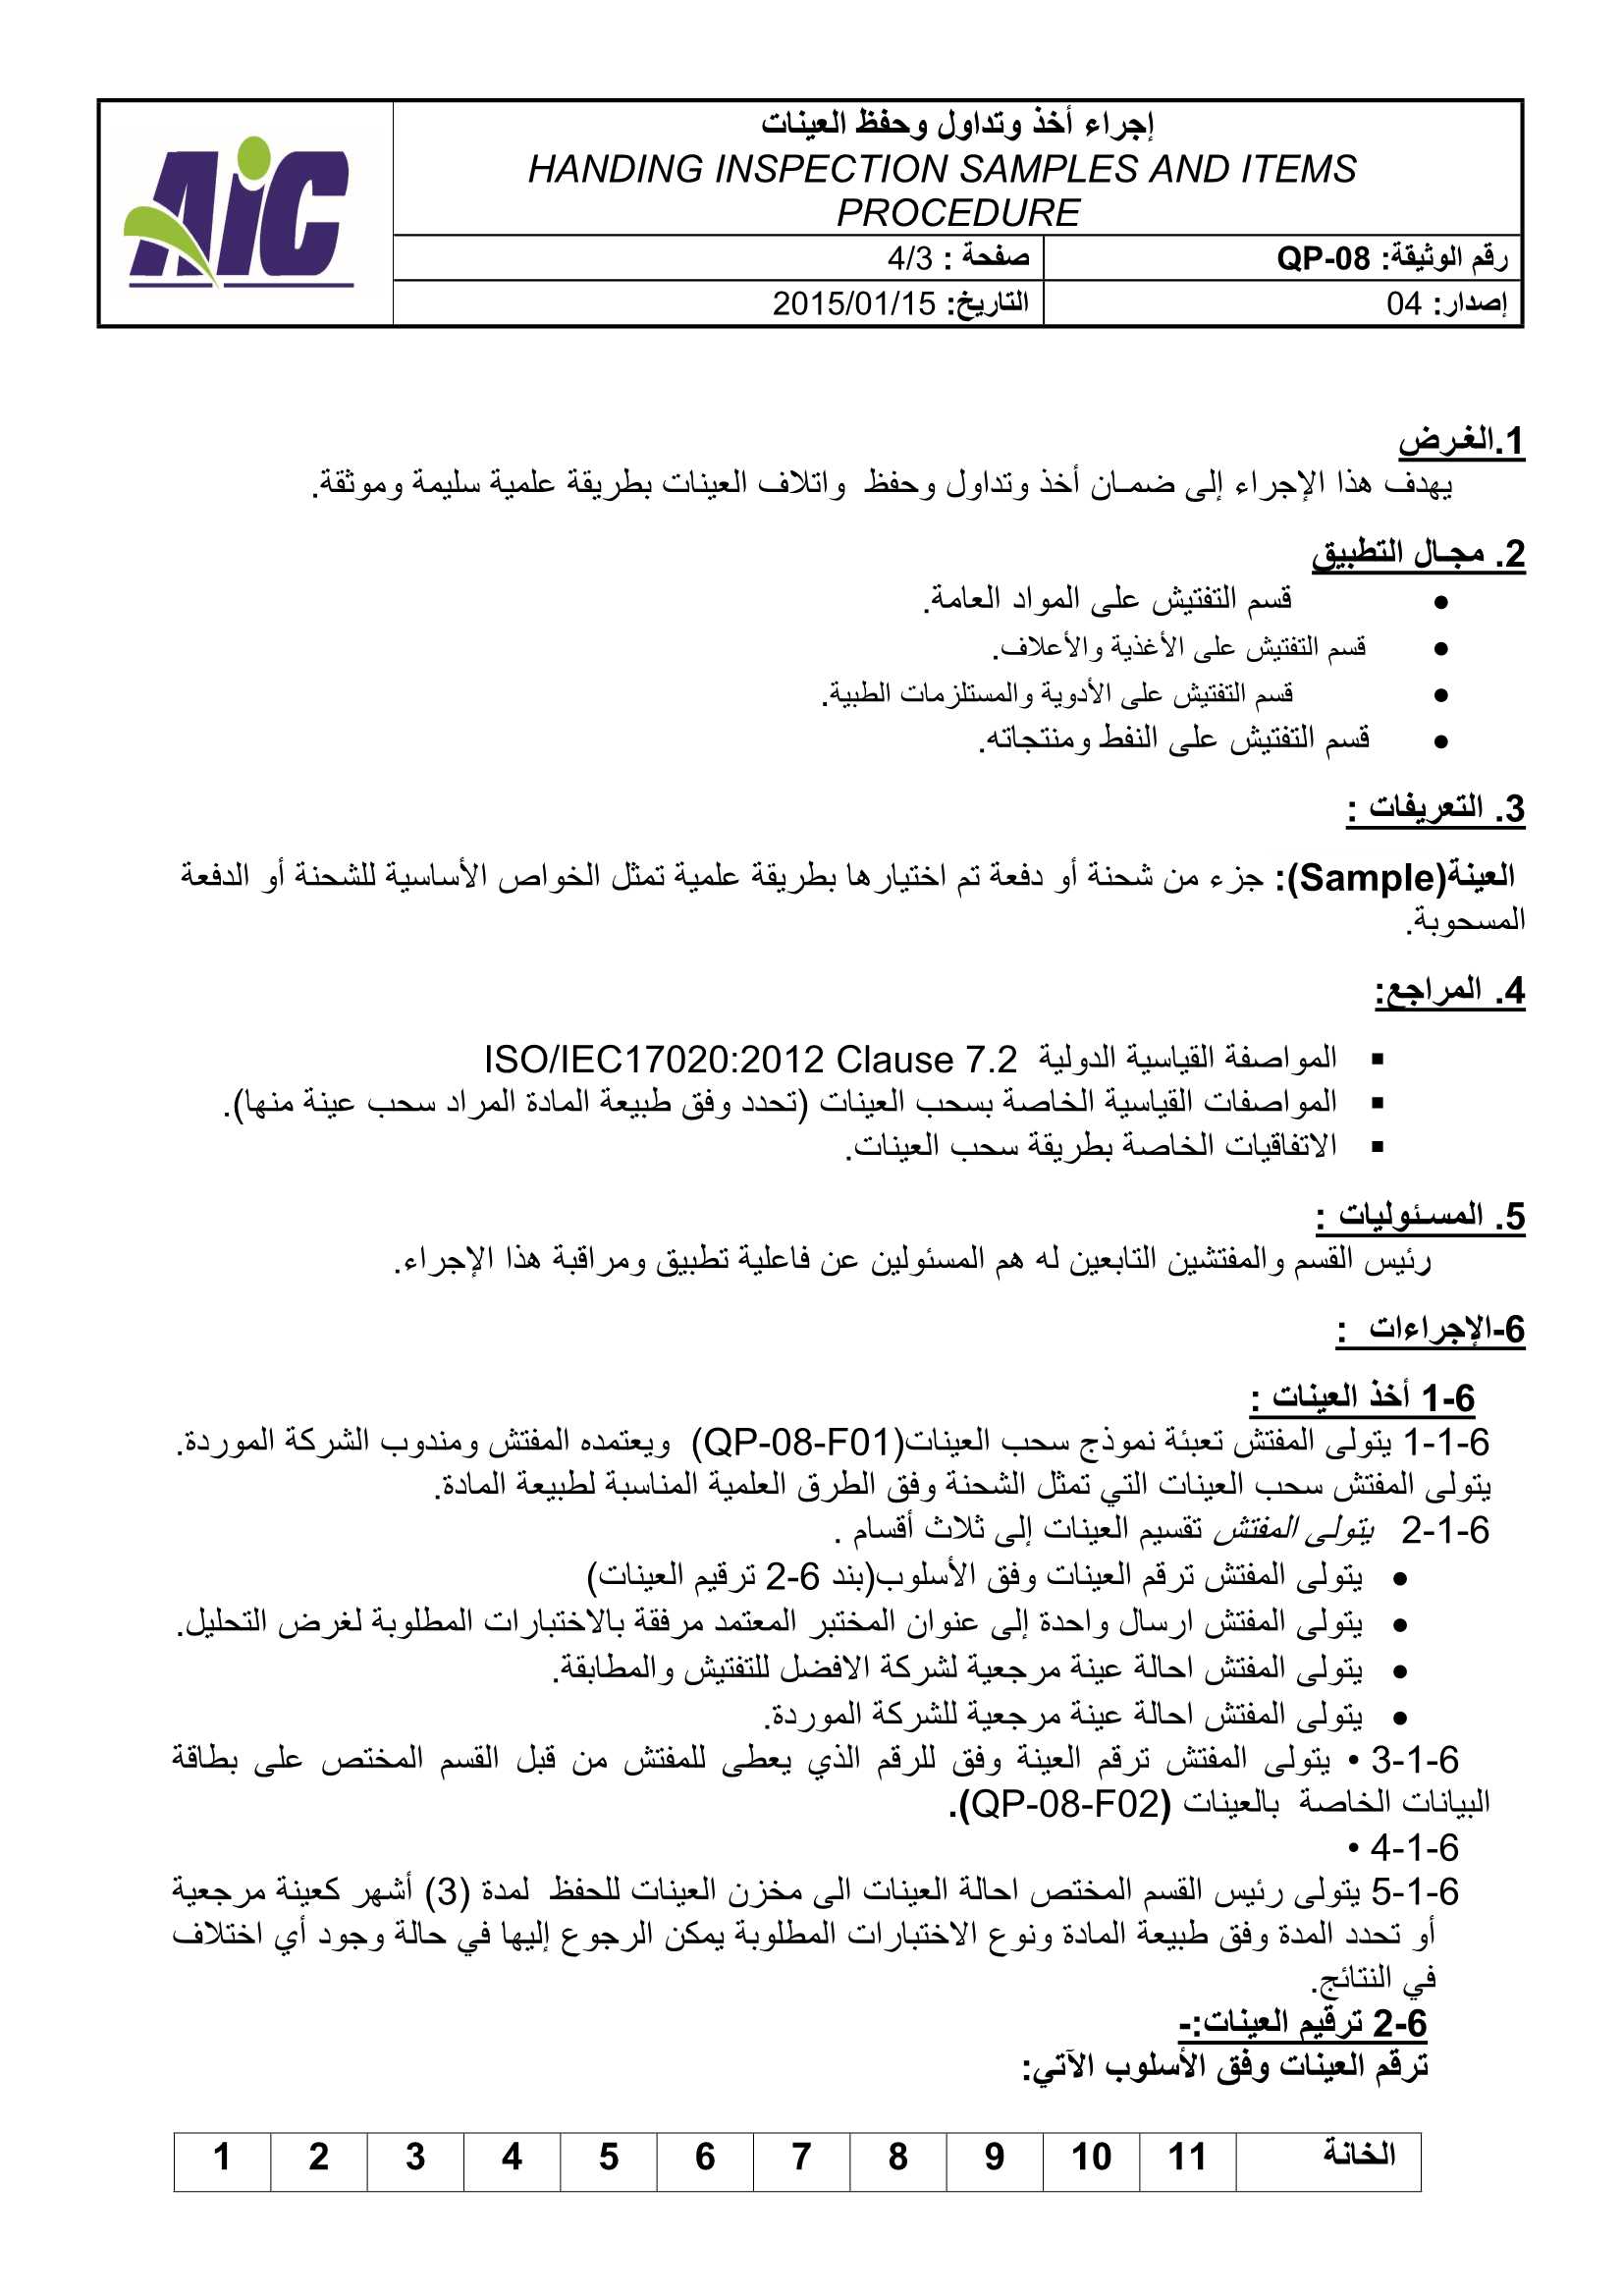 AiC
إجراء أخذ وتداول وحفظ العينات
HANDING INSPECTION SAMPLES AND ITEMS
PROCEDURE
رقم الوثيقة: QP-08
صفحة : 4/3
إصدار: 04
التاريخ: 2015/01/15
1.الغرض
يهدف هذا الإجراء إلى ضمـان أخذ وتداول وحفظ واتلاف العينات بطريقة علمية سليمة وموثقة.
2. مجـال التطبيق
• قسم التفتيش على المواد العامة.
• قسم التفتيش على الأغذية والأعلاف.
• قسم التفتيش على الأدوية والمستلزمات الطبية.
• قسم التفتيش على النفط ومنتجاته.
3. التعريفات :
العينة(Sample): جزء من شحنة أو دفعة تم اختيارها بطريقة علمية تمثل الخواص الأساسية للشحنة أو الدفعة
المسحوبة.
4. المراجع:
▪ المواصفة القياسية الدولية ISO/IEC17020:2012 Clause 7.2
▪ المواصفات القياسية الخاصة بسحب العينات (تحدد وفق طبيعة المادة المراد سحب عينة منها).
▪ الاتفاقيات الخاصة بطريقة سحب العينات.
5. المسـئوليات :
رئيس القسم والمفتشين التابعين له هم المسئولين عن فاعلية تطبيق ومراقبة هذا الإجراء.
6-الإجراءات :
1-6 أخذ العينات :
1-1-6 يتولى المفتش تعبئة نموذج سحب العينات(QP-08-F01) ويعتمده المفتش ومندوب الشركة الموردة.
يتولى المفتش سحب العينات التي تمثل الشحنة وفق الطرق العلمية المناسبة لطبيعة المادة.
2-1-6 يتولى المفتش تقسيم العينات إلى ثلاث أقسام .
• يتولى المفتش ترقم العينات وفق الأسلوب(بند 6-2 ترقيم العينات)
• يتولى المفتش ارسال واحدة إلى عنوان المختبر المعتمد مرفقة بالاختبارات المطلوبة لغرض التحليل.
• يتولى المفتش احالة عينة مرجعية لشركة الافضل للتفتيش والمطابقة.
• يتولى المفتش احالة عينة مرجعية للشركة الموردة.
3-1-6 • يتولى المفتش ترقم العينة وفق للرقم الذي يعطى للمفتش من قبل القسم المختص على بطاقة
البيانات الخاصة بالعينات (QP-08-F02).
4-1-6 •
5-1-6 يتولى رئيس القسم المختص احالة العينات الى مخزن العينات للحفظ لمدة (3) أشهر كعينة مرجعية
أو تحدد المدة وفق طبيعة المادة ونوع الاختبارات المطلوبة يمكن الرجوع إليها في حالة وجود أي اختلاف
في النتائج.
2-6 ترقيم العينات:-
ترقم العينات وفق الأسلوب الآتي:
الخانة 11 10 9 8 7 6 5 4 3 2 1